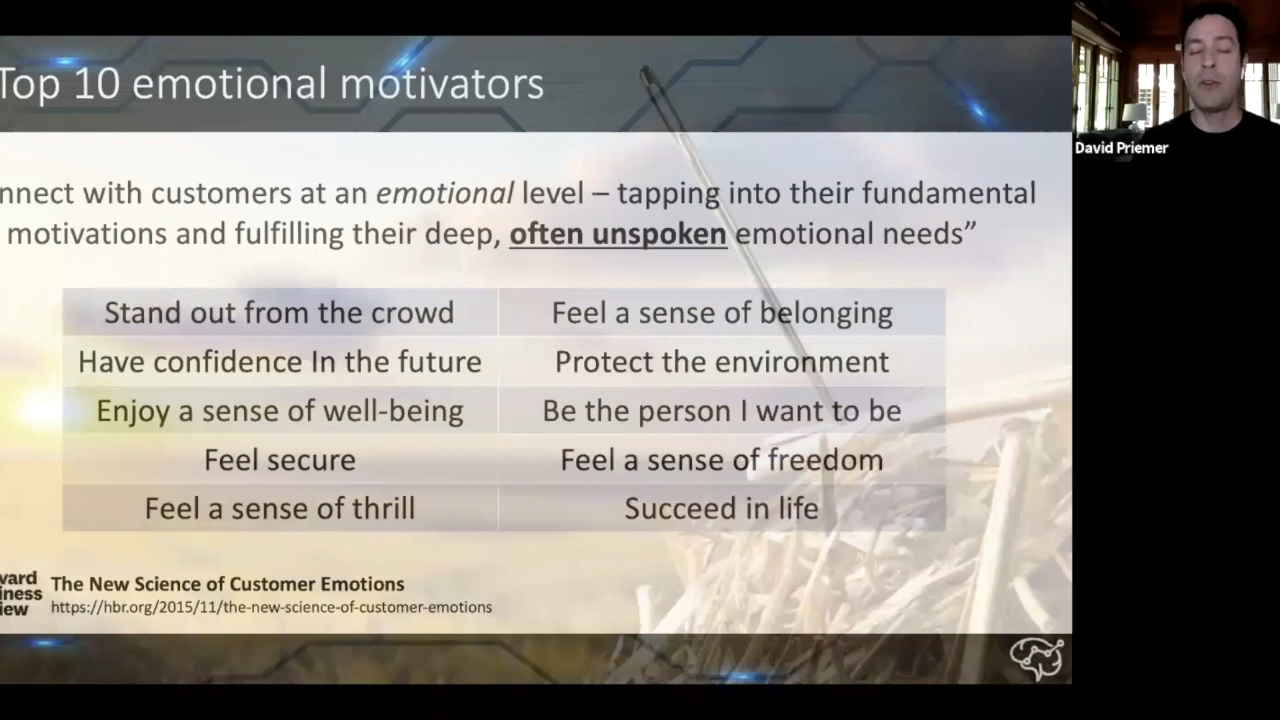 Top 10 emotional motivators
David Priemer
nnect with customers at an emotional level – tapping into their fundamental
motivations and fulfilling their deep, often unspoken emotional needs”
Stand out from the crowd Feel a sense of belonging
Have confidence In the future Protect the environment
Enjoy a sense of well-being Be the person I want to be
Feel secure Feel a sense of freedom
Feel a sense of thrill Succeed in life
vard
iness
iew
The New Science of Customer Emotions
https://hbr.org/2015/11/the-new-science-of-customer-emotions